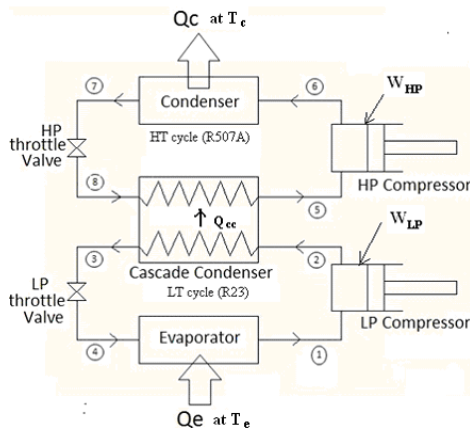 Qc at Tc
7
6
Condenser
WHP
HT cycle (R507A)
HP
throttle
Valve
HP Compressor
8
5
Qcc
WLP
3
2
Cascade Condenser
LT cycle (R23)
LP
throttle
Valve
LP Compressor
Evaporator
4
1
Qe at Te